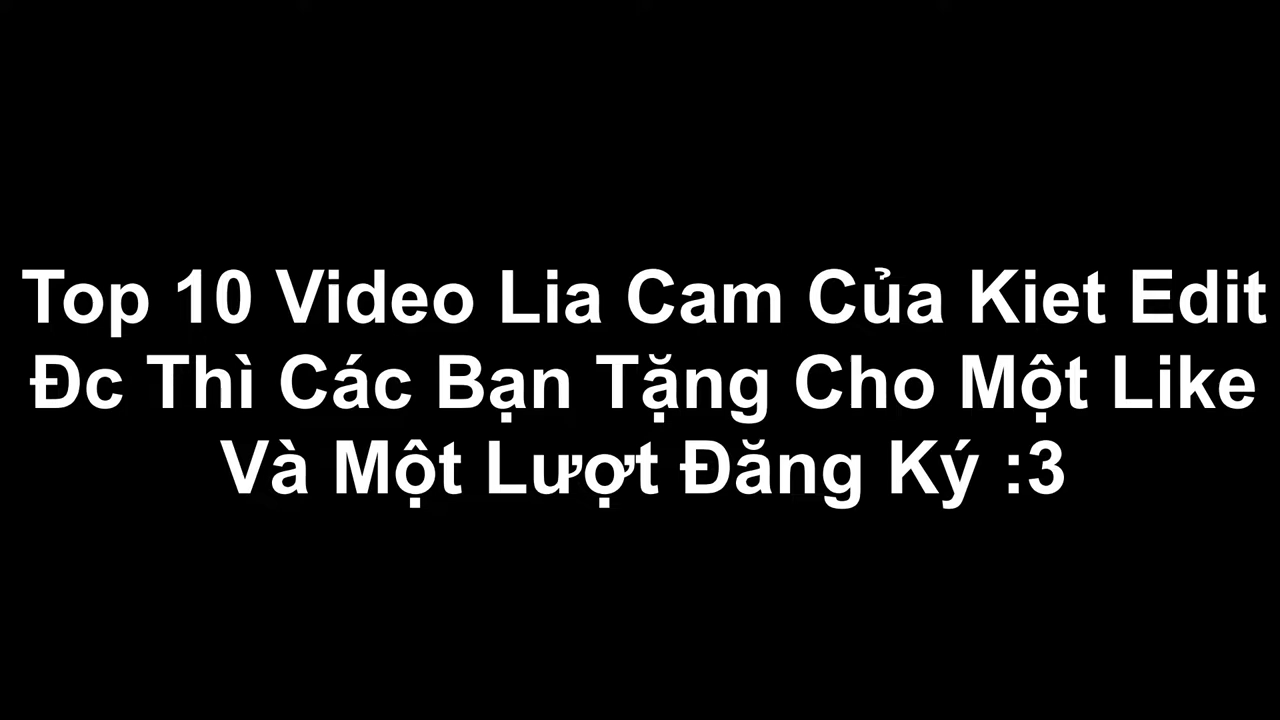 Top 10 Video Lia Cam Của Kiet Edit
Đc Thì Các Bạn Tặng Cho Một Like
Và Một Lượt Đăng Ký :3